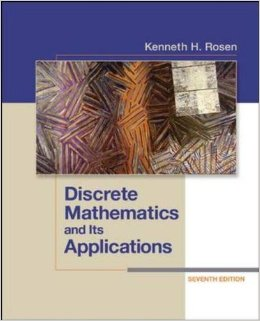 Kenneth H. Rosen
Discrete
Mathematics
and Its
Applications
SEVENTH EDITION